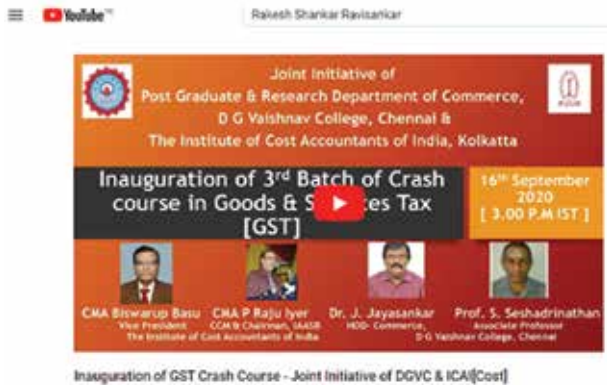 YouTube
Rakesh Shankar Ravisankar
Joint Initiative of
Post Graduate & Research Department of Commerce,
D G Vaishnav College, Chennai &
The Institute of Cost Accountants of India, Kolkatta
Inauguration of 3rd Batch of Crash
course in Goods & S ces Tax
[GST]
16th September
2020
[ 3.00 P.M IST ]
CMA Biswarup Basu
Vice President
CMA P Raju Iyer
CCM & Chairman, IAASB
The Institute of Cost Accountants of India
Dr. J. Jayasankar
HOD- Commerce,
Prof. S. Seshadrinathan
Associate Professor
D G Vaishnav College, Chennai
Inauguration of GST Crash Course - Joint Initiative of DGVC & ICAI[Cost]